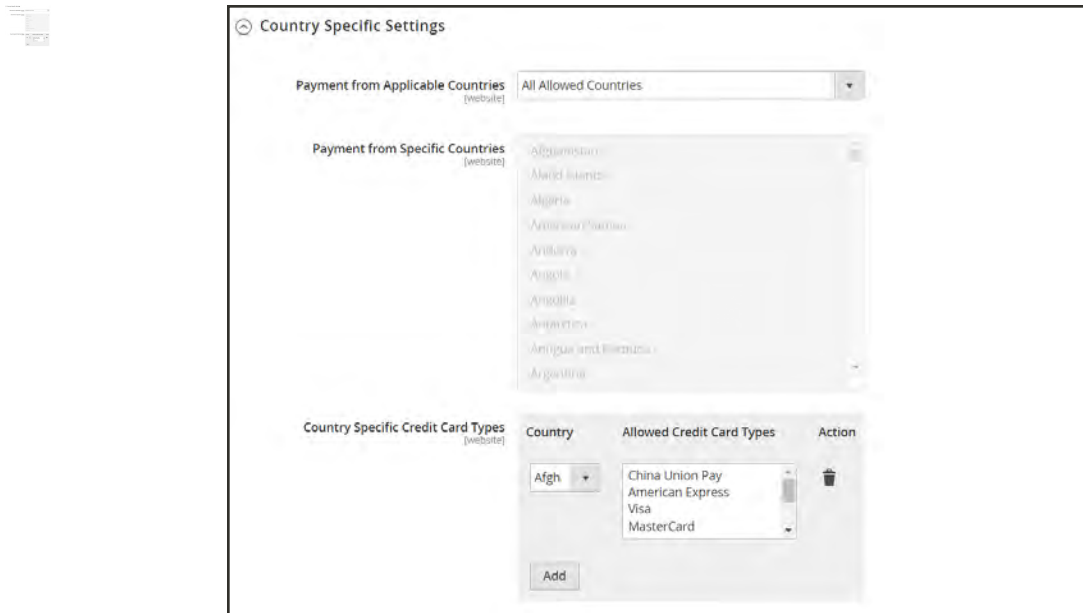 Country Specific Settings
Payment from Applicable Countries
[website]
All Allowed Countries
Payment from Specific Countries
[website]
Afghanistan
Aland Islands
Algeria
American Samoa
Andorra
Angola
Anguilla
Antarctica
Antigua and Barbuda
Argentina
Country Specific Credit Card Types
[website]
Country Allowed Credit Card Types Action
Afgh
China Union Pay
American Express
Visa
MasterCard
Add